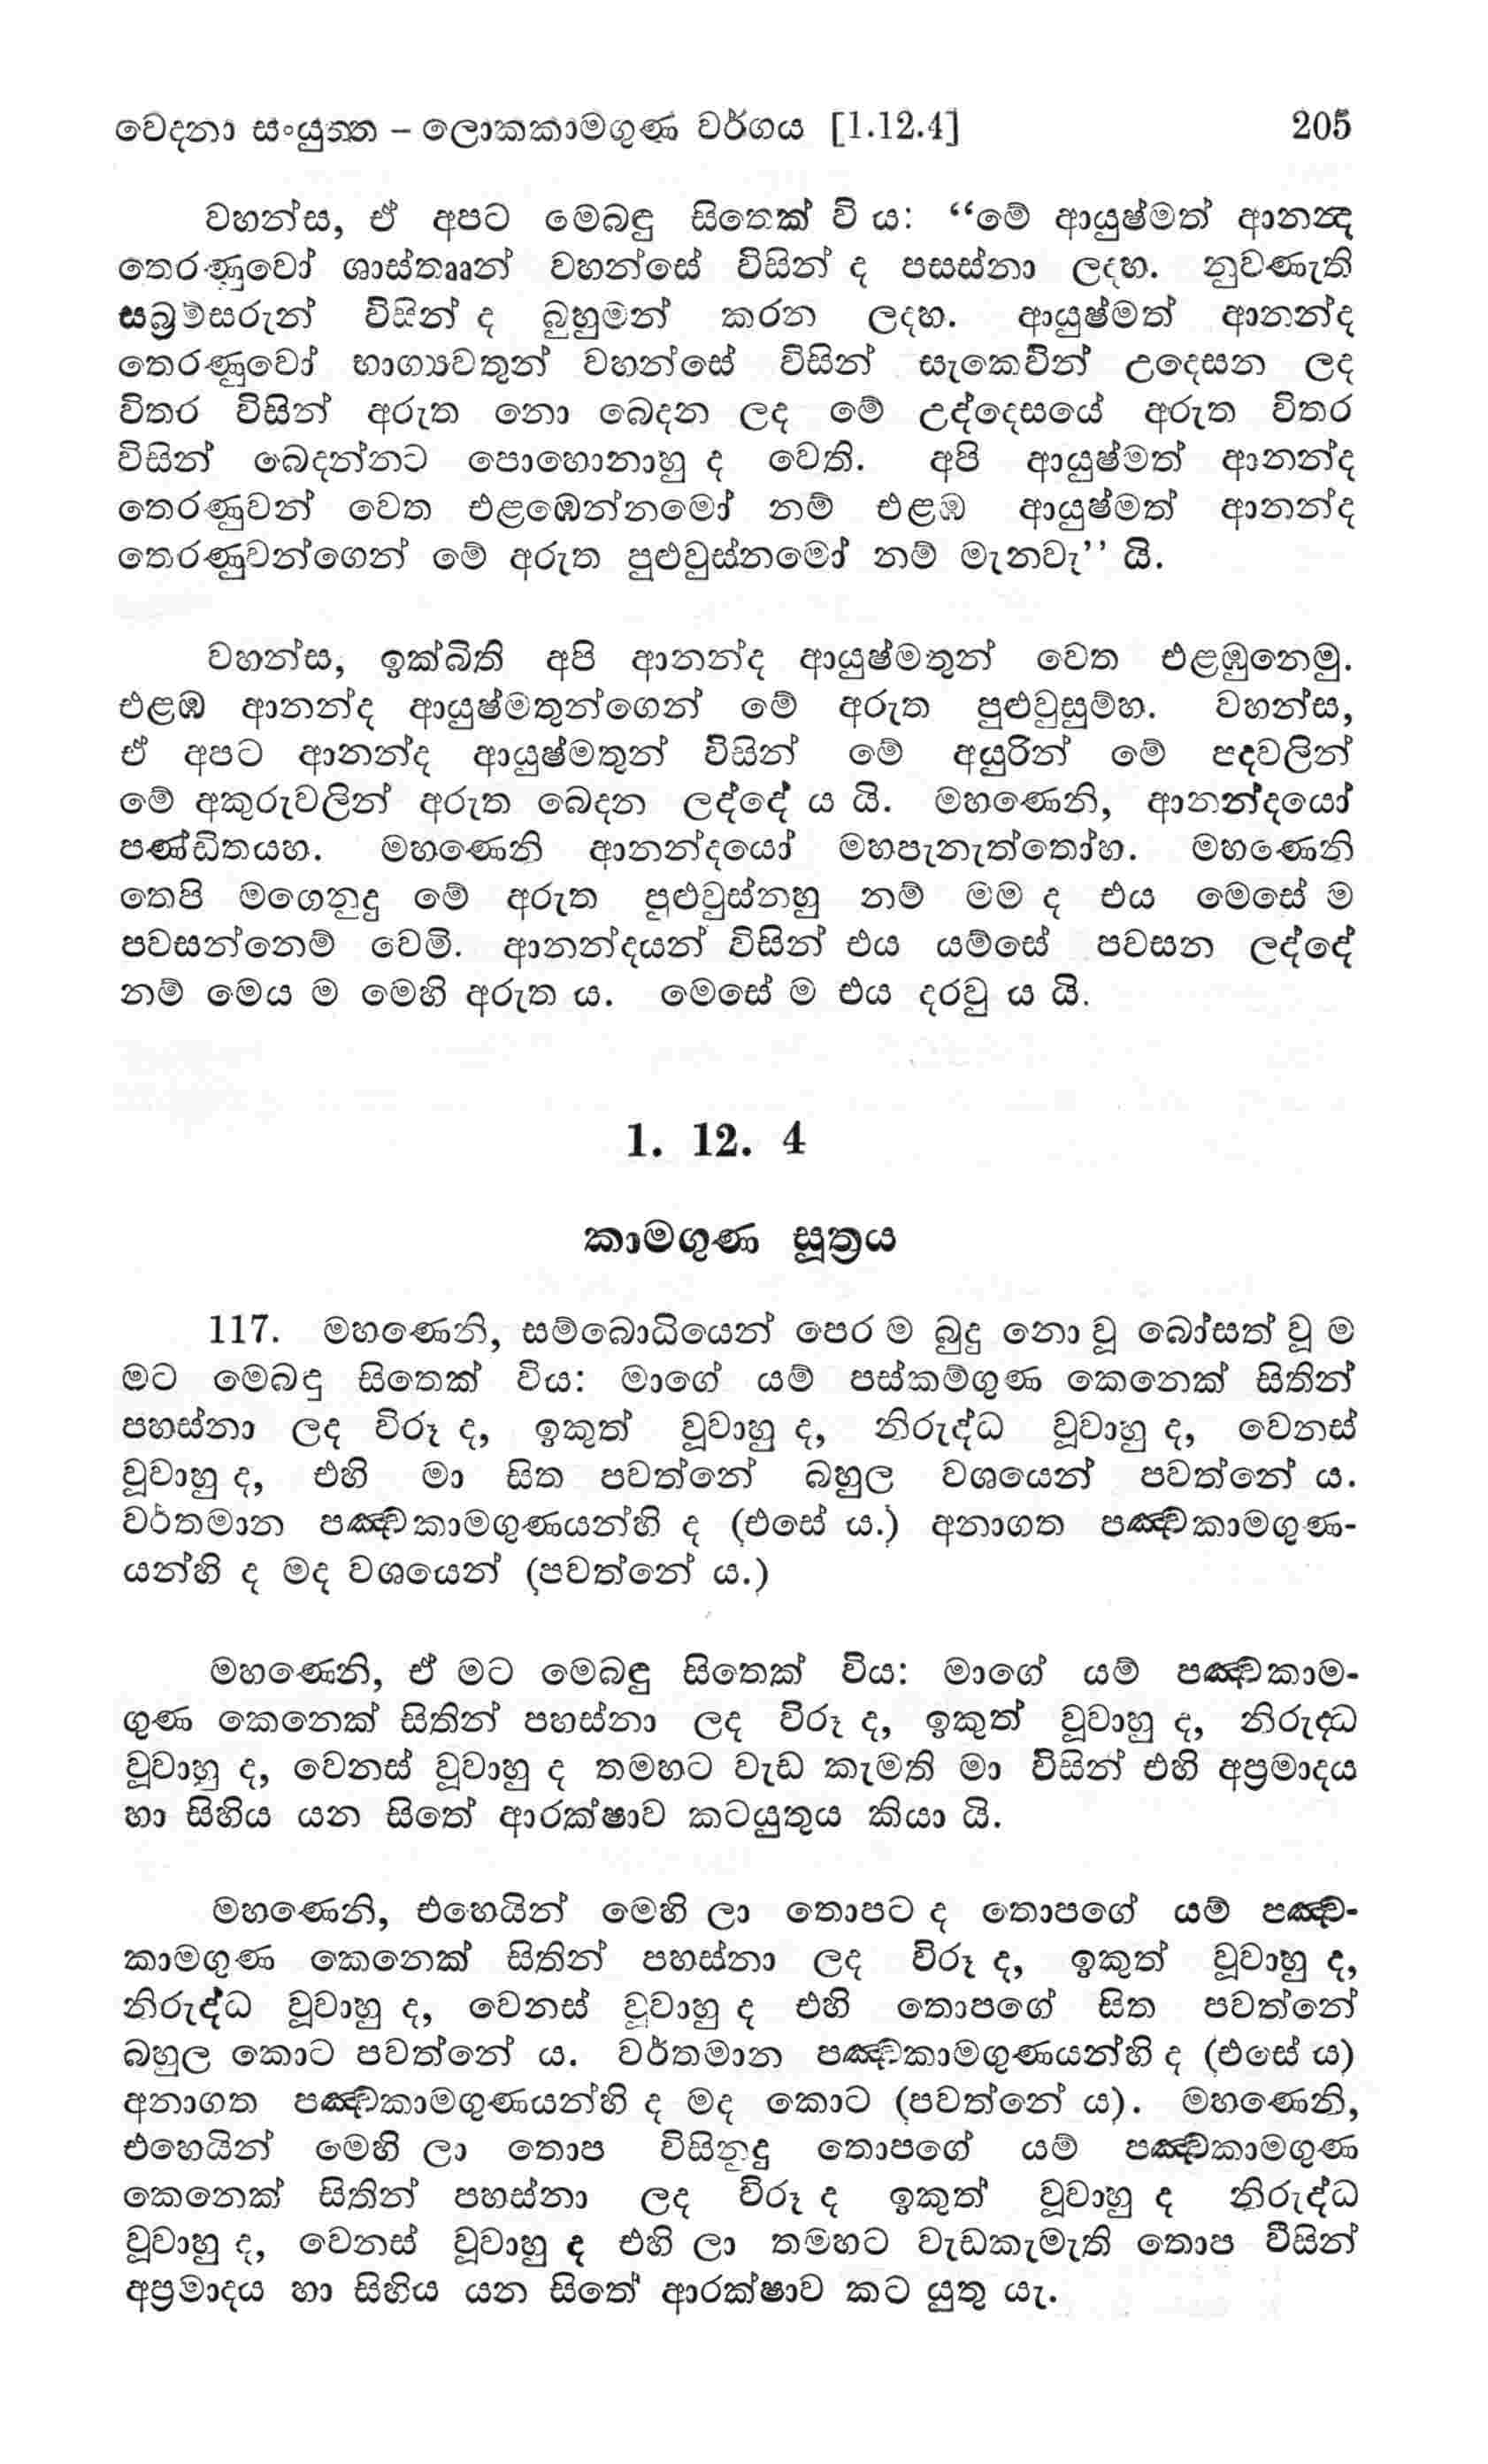 වෙදනා සංයුත්ත – ලොකකාමගුණ වර්ගය [1.12.4] 205
වහන්ස, ඒ අපට මෙබඳු සිතෙක් වි ය: “මේ ආයුෂ්මත් ආනන්‍ද
තෙරණුවෝ ශාස්තෲන් වහන්සේ විසින් ද පසස්නා ලදහ. නුවණැති
සබ්‍රම්සරුන් විසින් ද බුහුමන් කරන ලදහ. ආයුෂ්මත් ආනන්ද
තෙරණුවෝ භාග්‍යවතුන් වහන්සේ විසින් සැකෙවින් උදෙසන ලද
විතර විසින් අරුත නො බෙදන ලද මේ උද්දෙසයේ අරුත විතර
විසින් බෙදන්නට පොහොනාහු ද වෙති. අපි ආයුෂ්මත් ආනන්ද
තෙරණුවන් වෙත එළඹෙන්නමෝ නම් එළඹ ආයුෂ්මත් ආනන්ද
තෙරණුවන්ගෙන් මේ අරුත පුළුවුස්නමෝ නම් මැනවැ’’ යි.
වහන්ස, ඉක්බිති අපි ආනන්ද ආයුෂ්මතුන් වෙත එළඹුනෙමු.
එළඹ ආනන්ද ආයුෂ්මතුන්ගෙන් මේ අරුත පුළුවුසුම්හ. වහන්ස,
ඒ අපට ආනන්ද ආයුෂ්මතුන් විසින් මේ අයුරින් මේ පදවලින්
මේ අකුරුවලින් අරුත බෙදන ලද්දේ ය යි. මහණෙනි, ආනන්දයෝ
පණ්ඩිතයහ. මහණෙනි ආනන්දයෝ මහපැනැත්තෝහ. මහණෙනි
තෙපි මගෙනුදු මේ අරුත පුළුවුස්නහු නම් මම ද එය මෙසේ ම
පවසන්නෙම් වෙමි. ආනන්දයන් විසින් එය යම්සේ පවසන ලද්දේ
නම් මෙය ම මෙහි අරුත ය. මෙසේ ම එය දරවු ය යි.
1. 12. 4
කාමගුණ සූත්‍රය
117. මහණෙනි, සම්බොධියෙන් පෙර ම බුදු නො වූ බෝසත් වූ ම
මට මෙබදු සිතෙක් විය: මාගේ යම් පස්කම්ගුණ කෙනෙක් සිතින්
පහස්නා ලද විරූ ද, ඉකුත් වූවාහු ද, නිරුද්ධ වූවාහු ද, වෙනස්
වූවාහු ද, එහි මා සිත පවත්නේ බහුල වශයෙන් පවත්නේ ය.
වර්තමාන පඤ්චකාමගුණයන්හි ද (එසේ ය.) අනාගත පඤ්චකාමගුණ-
යන්හි ද මද වශයෙන් (පවත්නේ ය.)
මහණෙනි, ඒ මට මෙබඳු සිතෙක් විය: මාගේ යම් පඤ්චකාම-
ගුණ කෙනෙක් සිතින් පහස්නා ලද විරූ ද, ඉකුත් වූවාහු ද, නිරුද්‍ධ
වූවාහු ද, වෙනස් වූවාහු ද තමහට වැඩ කැමති මා විසින් එහි අප්‍රමාදය
හා සිහිය යන සිතේ ආරක්ෂාව කටයුතුය කියා යි.
මහණෙනි, එහෙයින් මෙහි ලා තොපට ද තොපගේ යම් පඤ්ච-
කාමගුණ කෙනෙක් සිතින් පහස්නා ලද විරූ ද, ඉකුත් වූවාහු ද,
නිරුද්ධ වූවාහු ද, වෙනස් වූවාහු ද එහි තොපගේ සිත පවත්නේ
බහුල කොට පවත්නේ ය. වර්තමාන පඤ්චකාමගුණයන්හි ද (එසේ ය)
අනාගත පඤ්චකාමගුණයන්හි ද මද කොට (පවත්නේ ය). මහණෙනි,
එහෙයින් මෙහි ලා තොප විසිනුදු තොපගේ යම් පඤ්චකාමගුණ
කෙනෙක් සිතින් පහස්නා ලද විරූ ද ඉකුත් වූවාහු ද නිරුද්ධ
වූවාහු ද, වෙනස් වූවාහු ද එහි ලා තමහට වැඩකැමැති තොප විසින්
අප්‍රමාදය හා සිහිය යන සිතේ ආරක්ෂාව කට යුතු යැ.